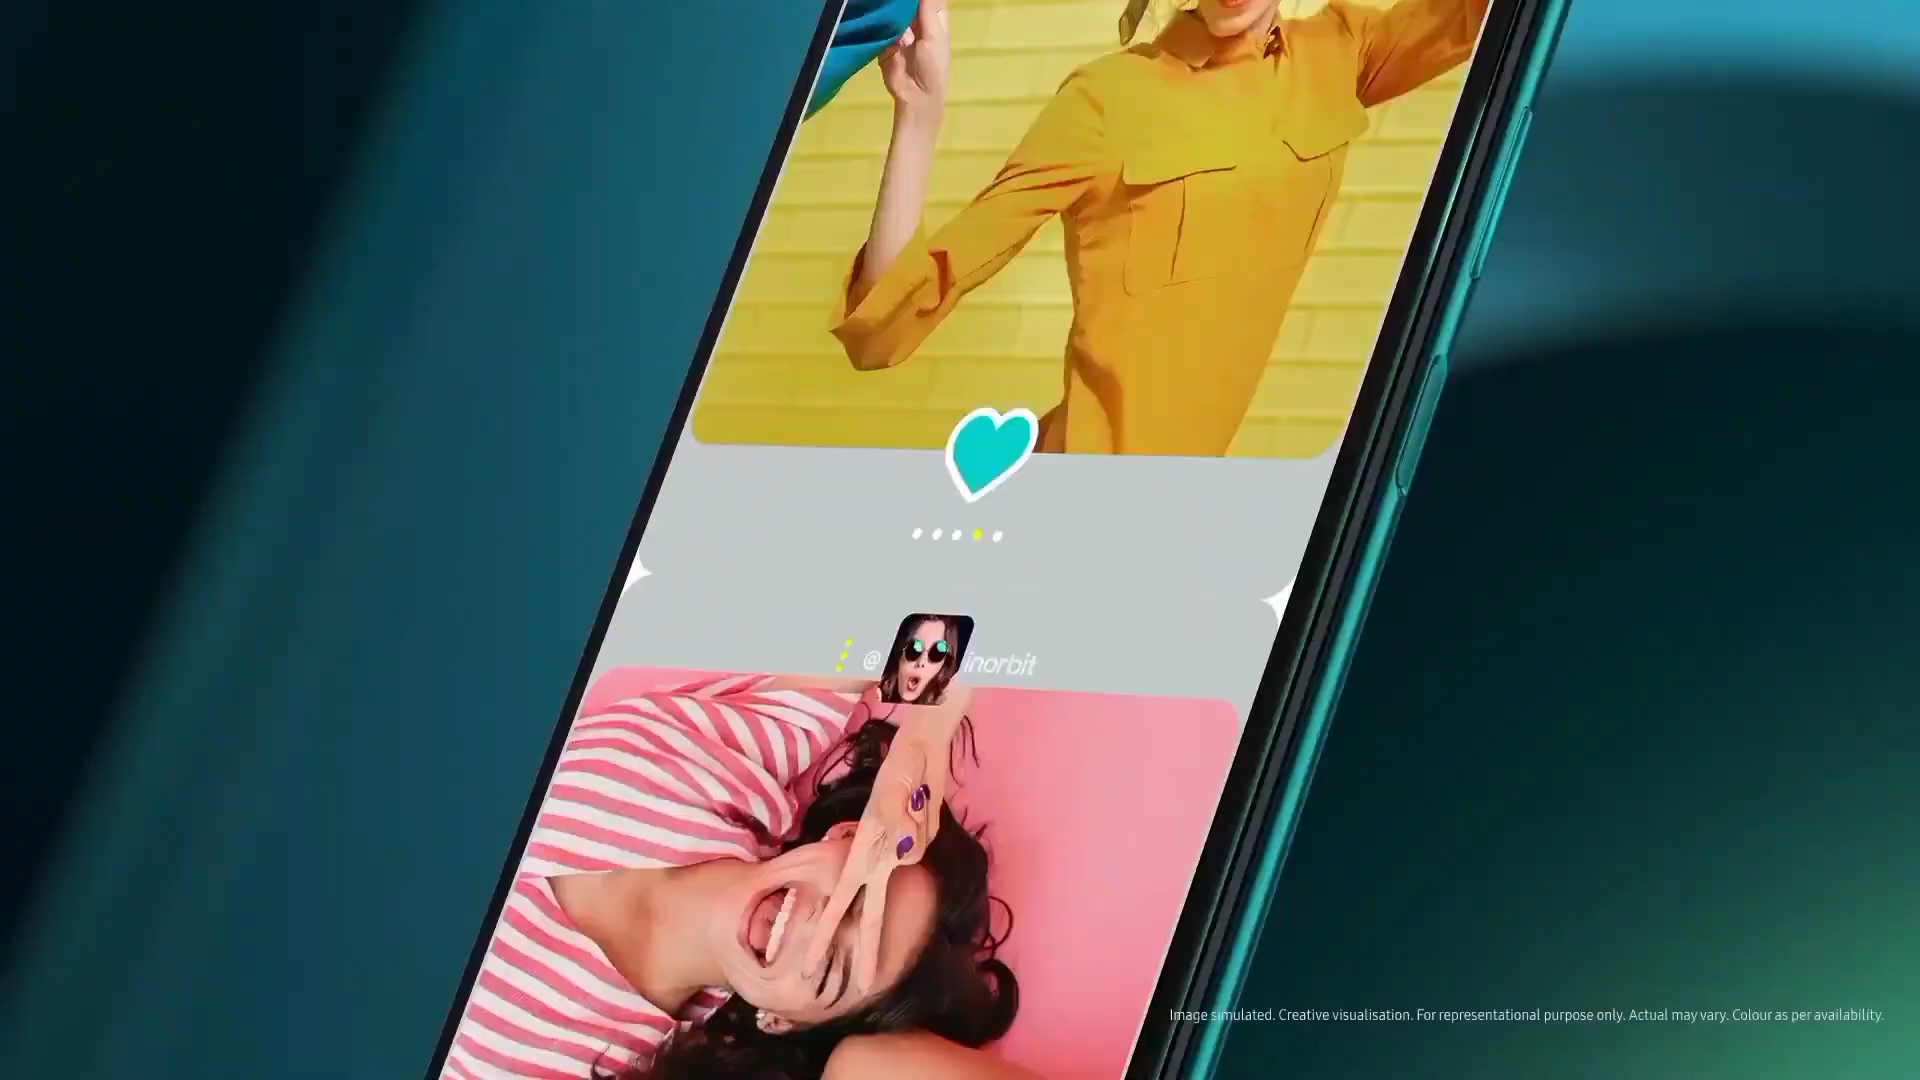 @ inorbit
Image simulated. Creative visualisation. For representational purpose only. Actual may vary. Colour as per availability.